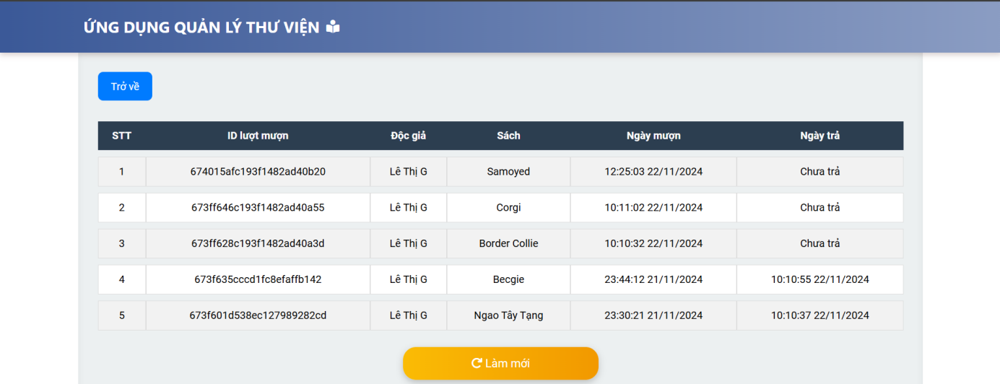 ỨNG DỤNG QUẢN LÝ THƯ VIỆN
Trở về
STT ID lượt mượn Độc giả Sách Ngày mượn Ngày trả
1 674015afc193f1482ad40b20 Lê Thị G Samoyed 12:25:03 22/11/2024 Chưa trả
2 673ff646c193f1482ad40a55 Lê Thị G Corgi 10:11:02 22/11/2024 Chưa trả
3 673ff628c193f1482ad40a3d Lê Thị G Border Collie 10:10:32 22/11/2024 Chưa trả
4 673f635cccd1fc8efaffb142 Lê Thị G Becgie 23:44:12 21/11/2024 10:10:55 22/11/2024
5 673f601d538ec127989282cd Lê Thị G Ngao Tây Tạng 23:30:21 21/11/2024 10:10:37 22/11/2024
Làm mới